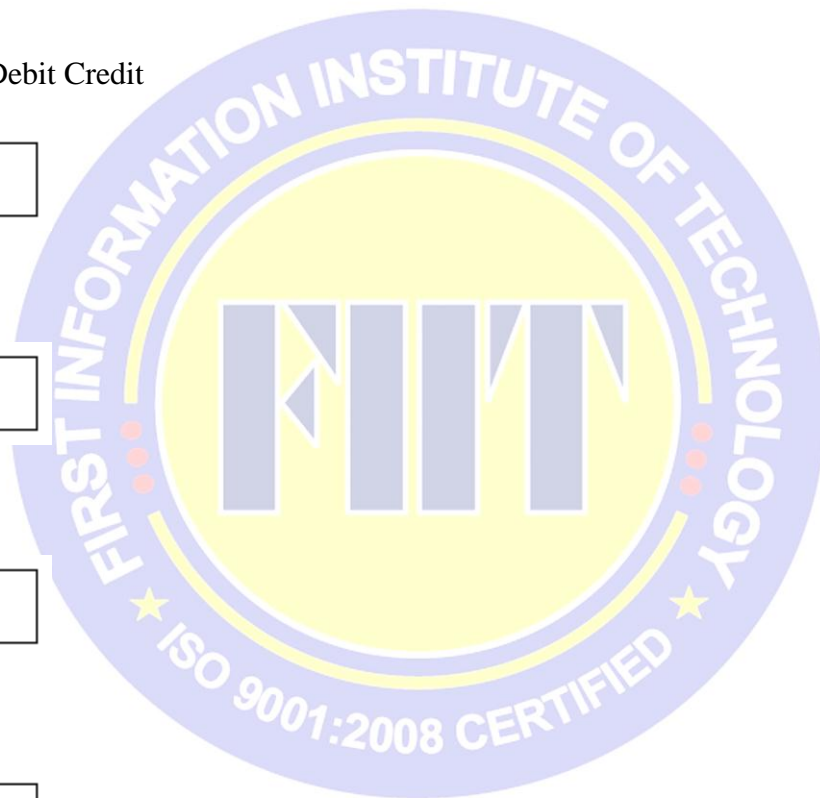 Debit Credit
FIRST INFORMATION INSTITUTE OF TECHNOLOGY
FIIT
ISO 9001:2008 CERTIFIED